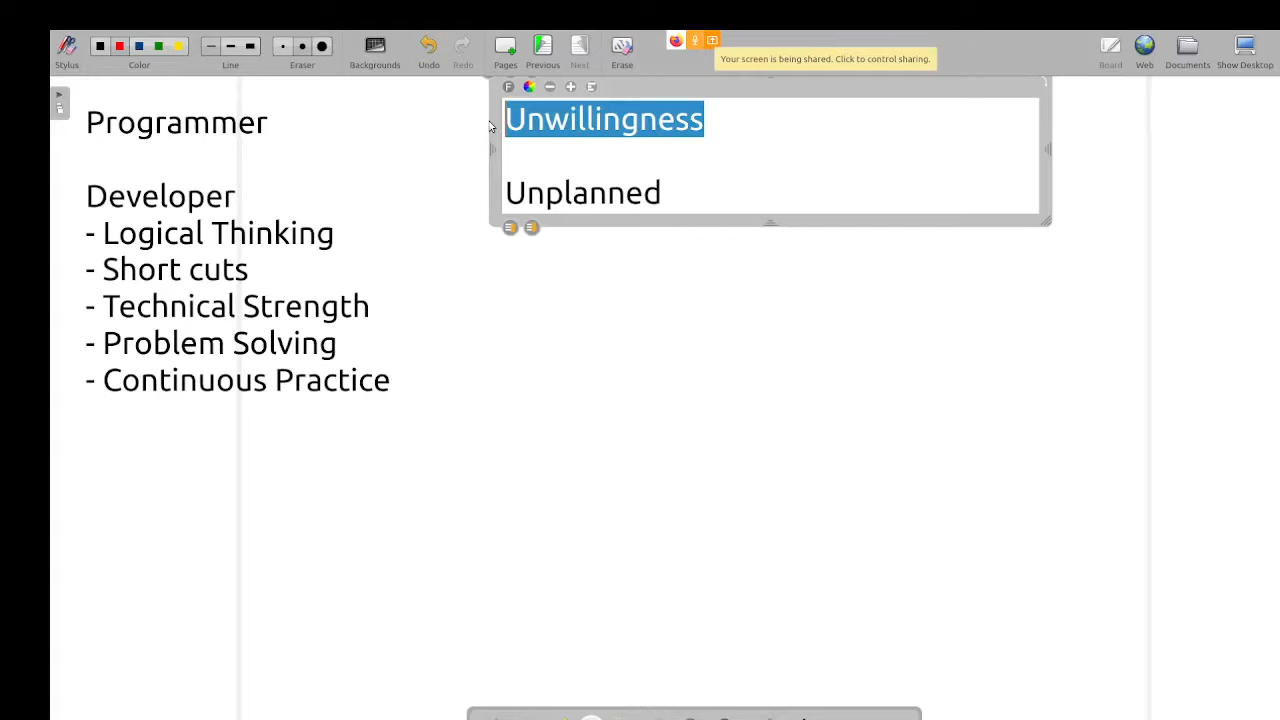 Stylus
Color
Line
Eraser
Backgrounds
Undo
Redo
Pages
Previous
Next
Erase
Your screen is being shared. Click to control sharing.
Board
Web
Documents
Show Desktop
Programmer
Developer
- Logical Thinking
- Short cuts
- Technical Strength
- Problem Solving
- Continuous Practice
F
Unwillingness
Unplanned